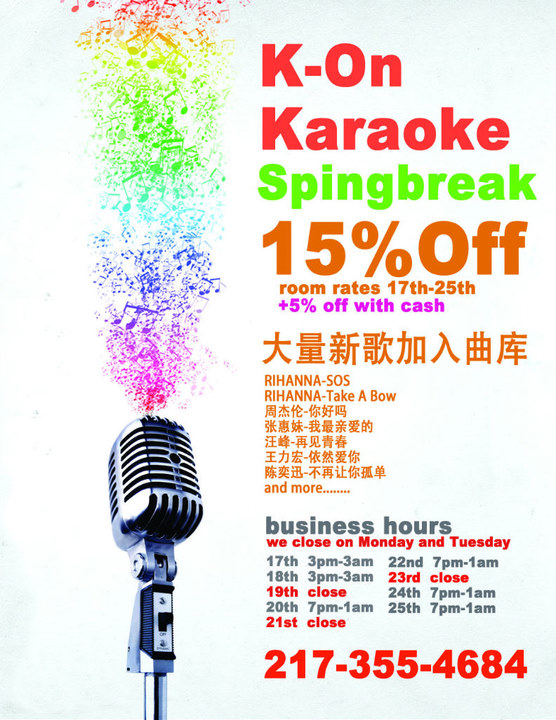 K-On
Karaoke
Spingbreak
15%Off
room rates 17th-25th
+5% off with cash
大量新歌加入曲库
RIHANNA-SOS
RIHANNA-Take A Bow
周杰伦-你好吗
张惠妹-我最亲爱的
汪峰-再见青春
王力宏-依然爱你
陈奕迅-不再让你孤单
and more........
business hours
we close on Monday and Tuesday
17th 3pm-3am
18th 3pm-3am
19th close
20th 7pm-1am
21st close
22nd 7pm-1am
23rd close
24th 7pm-1am
25th 7pm-1am
217-355-4684
OFF